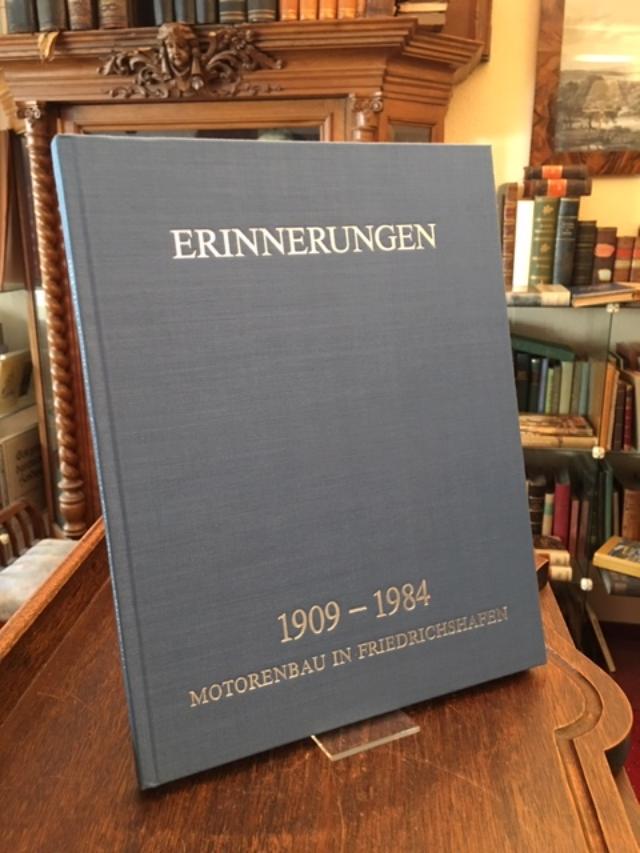 ERINNERUNGEN
1909 – 1984
MOTORENBAU IN FRIEDRICHSHAFEN